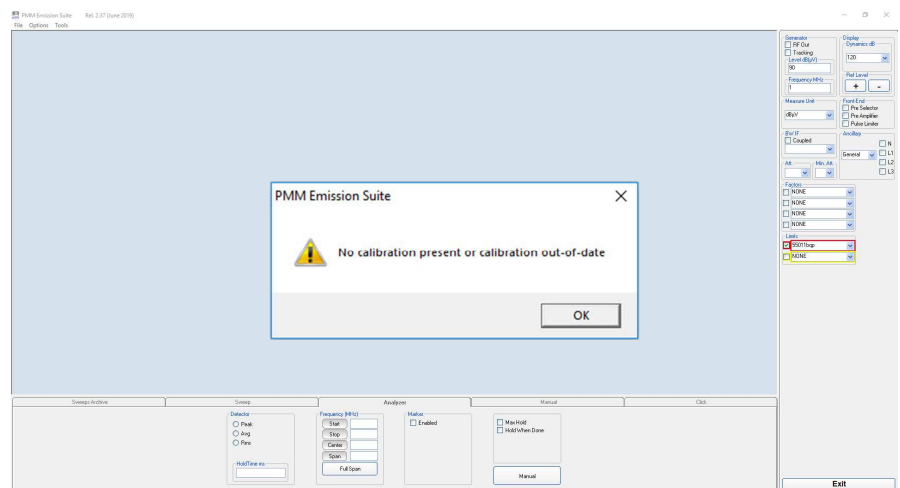 PMM Emission Suite Rel. 2.37 (June 2019)
File Options Tools
PMM Emission Suite
No calibration present or calibration out-of-date
OK
Generator
RF Out
Tracking
Level dB(µV)
90
Frequency MHz
1
Display
Dynamics dB
120
Ref Level
+ -
Measure Unit
dBµV
Front-End
Pre Selector
Pre Amplifier
Pulse Limiter
BW IF
Coupled
Ancillary
General
N
L1
L2
L3
Att.
Min. Att.
Factors
NONE
NONE
NONE
NONE
Limits
55011bqp
NONE
Sweeps Archive Sweep Analyzer Manual Click
Detector
Peak
Avg
Rms
HoldTime ms
Frequency (MHz)
Start
Stop
Center
Span
Full Span
Marker
Enabled
Max Hold
Hold When Done
Manual
Exit